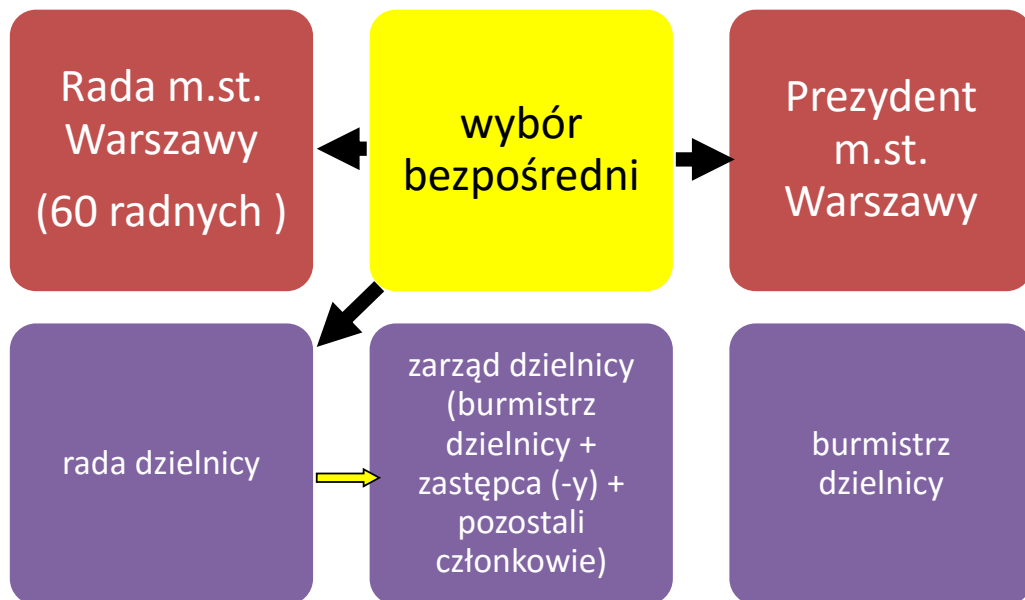 Rada m.st.
Warszawy
(60 radnych )
wybór
bezpośredni
Prezydent
m.st.
Warszawy
rada dzielnicy
zarząd dzielnicy
(burmistrz
dzielnicy +
zastępca (-y) +
pozostali
członkowie)
burmistrz
dzielnicy